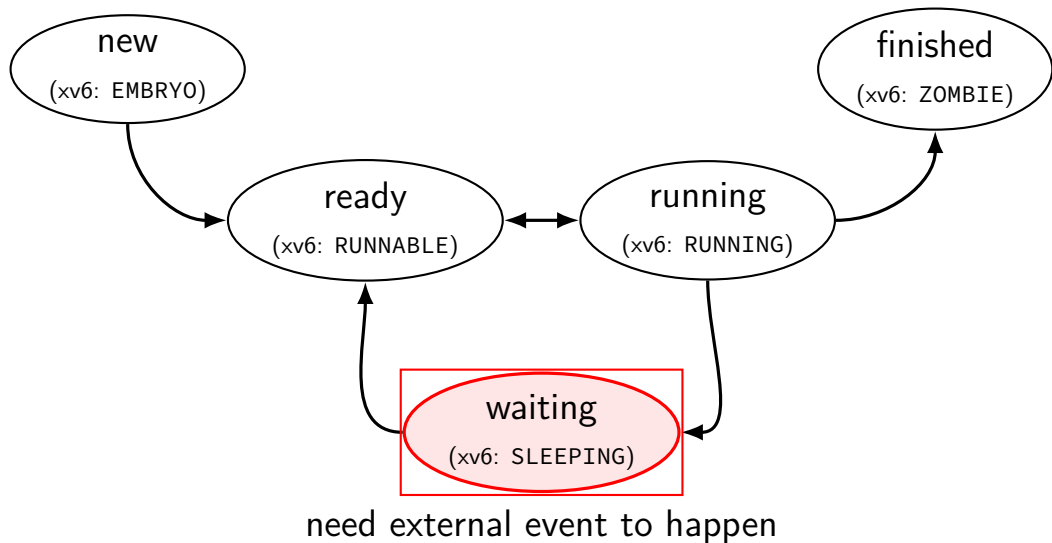 new
(xv6: EMBRYO)
finished
(xv6: ZOMBIE)
ready
(xv6: RUNNABLE)
running
(xv6: RUNNING)
waiting
(xv6: SLEEPING)
need external event to happen